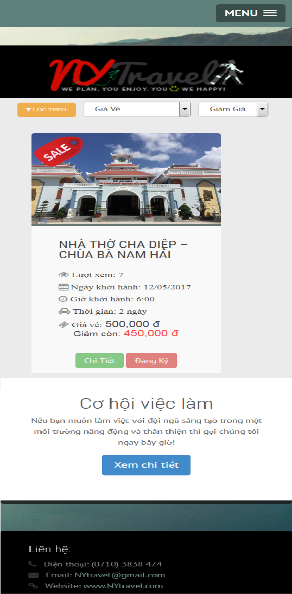 MENU
NY Travel
WE PLAN. YOU ENJOY. YOU WE HAPPY!
LỌC THEO: Giá Vé Giảm Giá
SALE
NHÀ THỜ CHA DIỆP –
CHÙA BÀ NAM HẢI
Lượt xem: 7
Ngày khởi hành: 12/05/2017
Giờ khởi hành: 6:00
Thời gian: 2 ngày
Giá vé: 500,000 đ
Giảm còn: 450,000 đ
Chi Tiết Đăng Ký
Cơ hội việc làm
Nếu bạn muốn làm việc với đội ngũ sáng tạo trong một
môi trường năng động và thân thiện thì gọi chúng tôi
ngay bây giờ!
Xem chi tiết
Liên hệ
Điện thoại: (0710) 3838 474
Email: NYtravel@gmail.com
Website: www.NYtravel.com